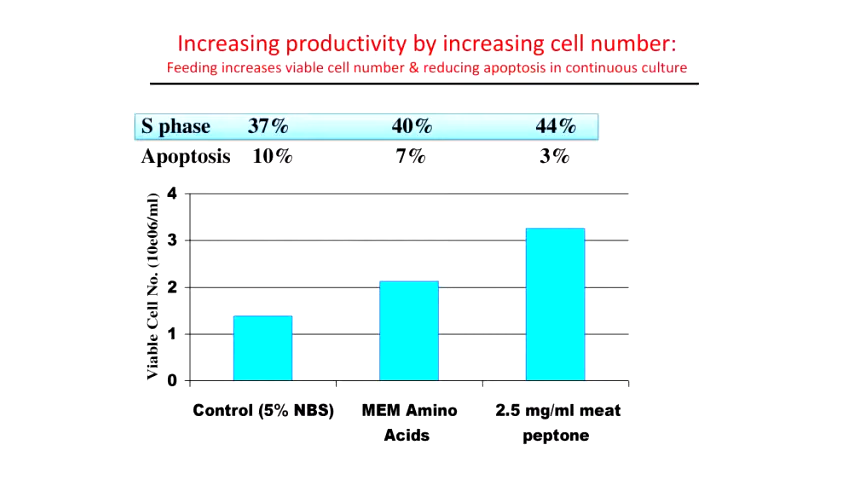 Increasing productivity by increasing cell number:
Feeding increases viable cell number & reducing apoptosis in continuous culture
S phase 37% 40% 44%
Apoptosis 10% 7% 3%
Viable Cell No. (10e06/ml)
4
3
2
1
0
Control (5% NBS) MEM Amino 2.5 mg/ml meat
Acids peptone